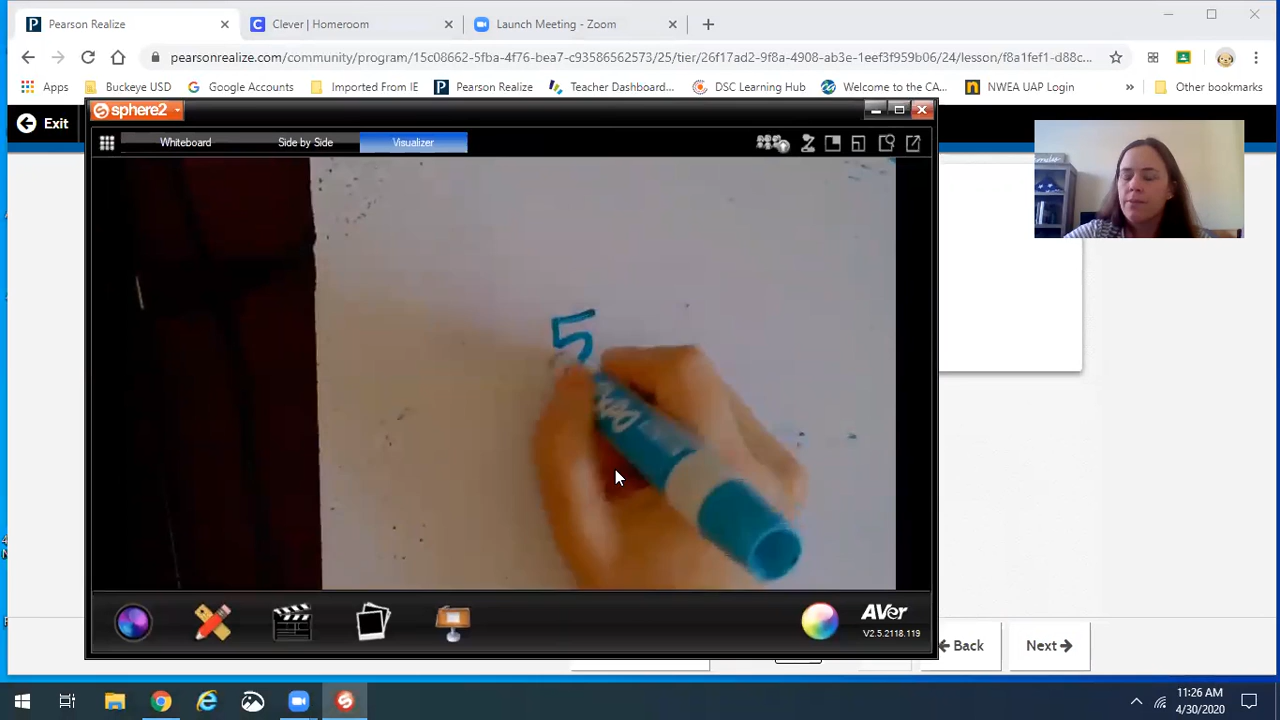 Pearson Realize
Clever | Homeroom
Launch Meeting - Zoom
pearsonrealize.com/community/program/15c08662-5fba-4f76-bea7-c93586562573/25/tier/26f17ad2-9f8a-4900-ab3e-1eef3f959b06/24/lesson/f8a1fef1-d88c...
Apps
Buckeye USD
Google Accounts
Imported From IE
Pearson Realize
Teacher Dashboard...
DSC Learning Hub
Welcome to the CA...
NWEA UAP Login
»
Other bookmarks
Exit
sphere2
Whiteboard
Side by Side
Visualizer
5
EXPO
AVer
V2.5.2118.119
Back
Next
11:26 AM
4/30/2020